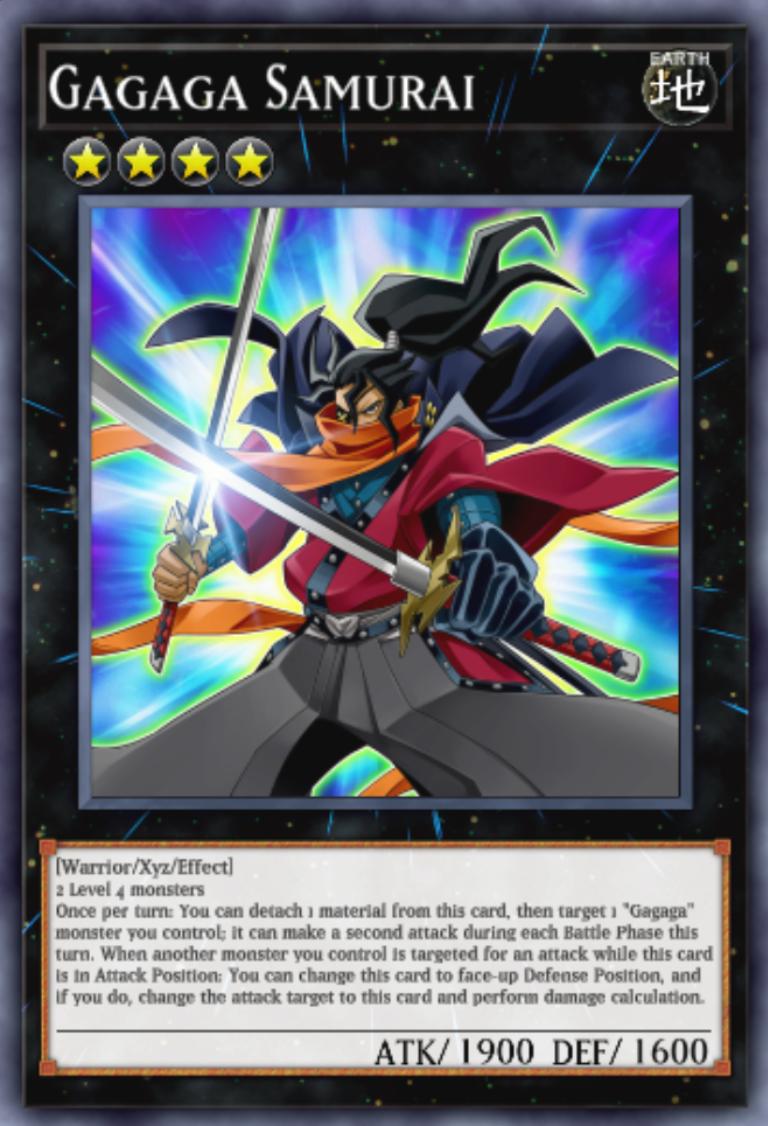 Gagaga Samurai
EARTH
地
[Warrior/Xyz/Effect]
2 Level 4 monsters
Once per turn: You can detach 1 material from this card, then target 1 "Gagaga"
monster you control; it can make a second attack during each Battle Phase this
turn. When another monster you control is targeted for an attack while this card
is in Attack Position: You can change this card to face-up Defense Position, and
if you do, change the attack target to this card and perform damage calculation.
ATK/ 1900 DEF/ 1600